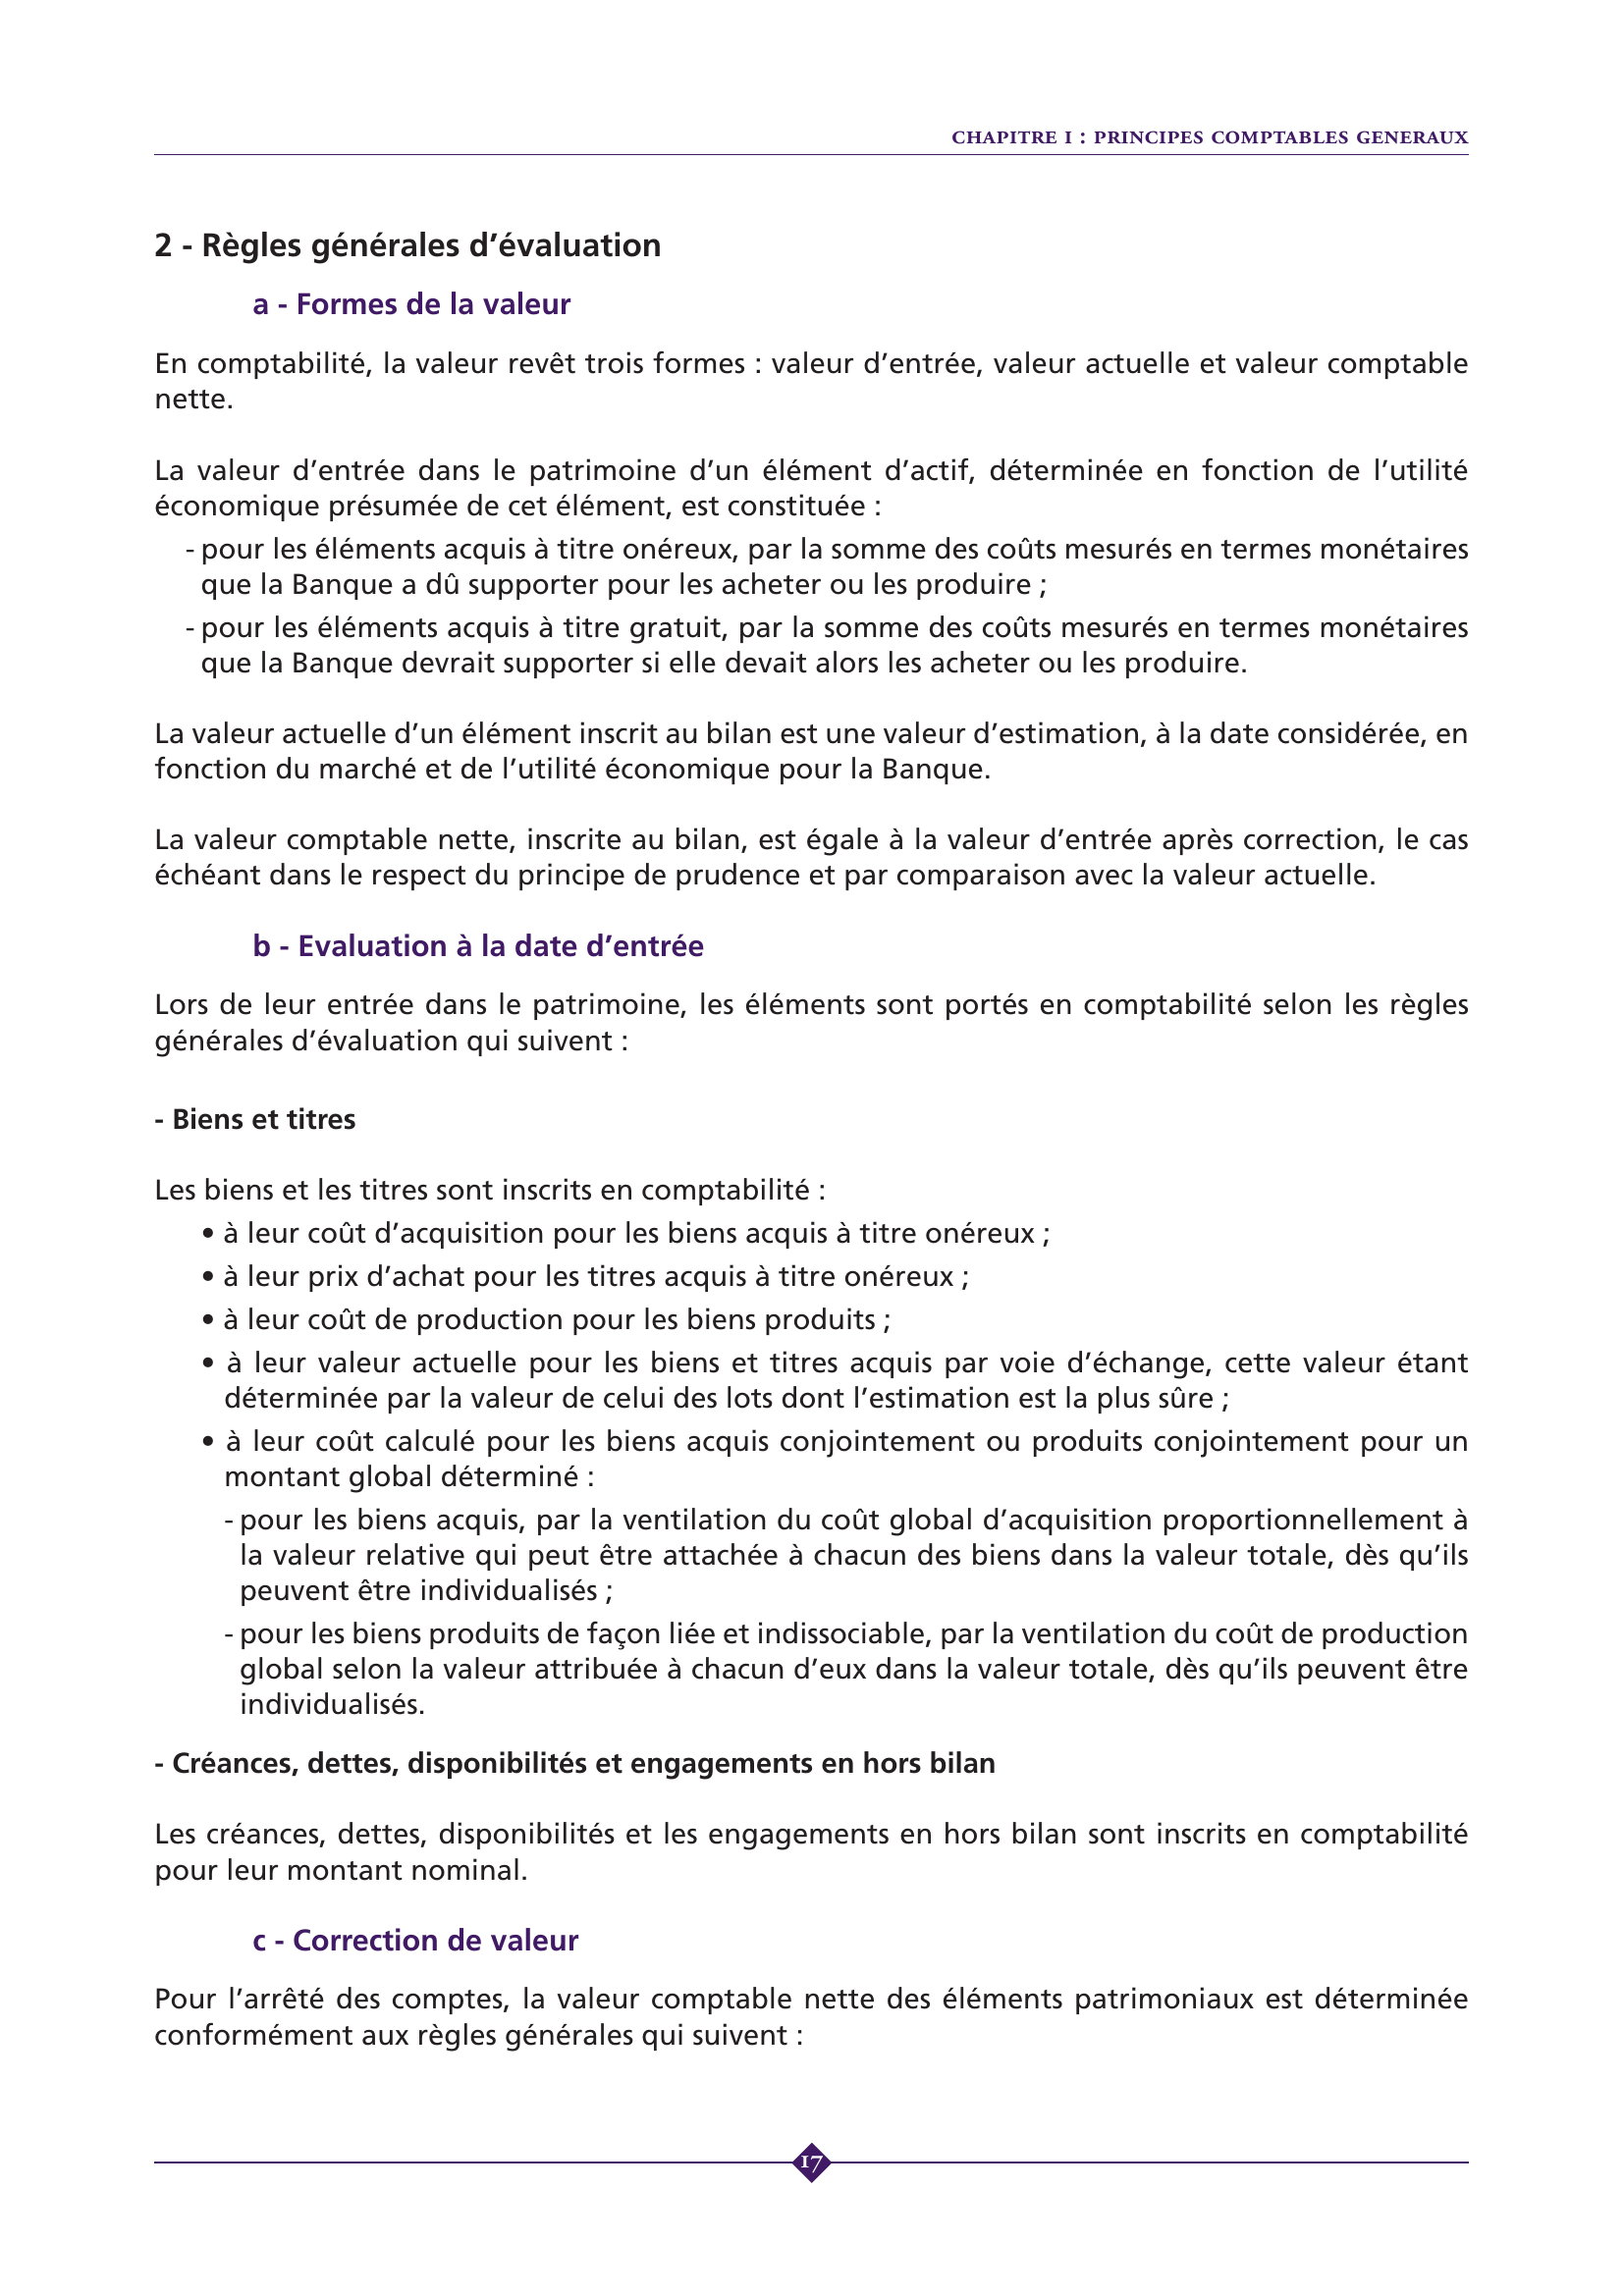 CHAPITRE I : PRINCIPES COMPTABLES GENERAUX
2 - Règles générales d’évaluation
a - Formes de la valeur
En comptabilité, la valeur revêt trois formes : valeur d’entrée, valeur actuelle et valeur comptable
nette.
La valeur d’entrée dans le patrimoine d’un élément d’actif, déterminée en fonction de l’utilité
économique présumée de cet élément, est constituée :
- pour les éléments acquis à titre onéreux, par la somme des coûts mesurés en termes monétaires
que la Banque a dû supporter pour les acheter ou les produire ;
- pour les éléments acquis à titre gratuit, par la somme des coûts mesurés en termes monétaires
que la Banque devrait supporter si elle devait alors les acheter ou les produire.
La valeur actuelle d’un élément inscrit au bilan est une valeur d’estimation, à la date considérée, en
fonction du marché et de l’utilité économique pour la Banque.
La valeur comptable nette, inscrite au bilan, est égale à la valeur d’entrée après correction, le cas
échéant dans le respect du principe de prudence et par comparaison avec la valeur actuelle.
b - Evaluation à la date d’entrée
Lors de leur entrée dans le patrimoine, les éléments sont portés en comptabilité selon les règles
générales d’évaluation qui suivent :
- Biens et titres
Les biens et les titres sont inscrits en comptabilité :
• à leur coût d’acquisition pour les biens acquis à titre onéreux ;
• à leur prix d’achat pour les titres acquis à titre onéreux ;
• à leur coût de production pour les biens produits ;
• à leur valeur actuelle pour les biens et titres acquis par voie d’échange, cette valeur étant
déterminée par la valeur de celui des lots dont l’estimation est la plus sûre ;
• à leur coût calculé pour les biens acquis conjointement ou produits conjointement pour un
montant global déterminé :
- pour les biens acquis, par la ventilation du coût global d’acquisition proportionnellement à
la valeur relative qui peut être attachée à chacun des biens dans la valeur totale, dès qu’ils
peuvent être individualisés ;
- pour les biens produits de façon liée et indissociable, par la ventilation du coût de production
global selon la valeur attribuée à chacun d’eux dans la valeur totale, dès qu’ils peuvent être
individualisés.
- Créances, dettes, disponibilités et engagements en hors bilan
Les créances, dettes, disponibilités et les engagements en hors bilan sont inscrits en comptabilité
pour leur montant nominal.
c - Correction de valeur
Pour l’arrêté des comptes, la valeur comptable nette des éléments patrimoniaux est déterminée
conformément aux règles générales qui suivent :
17